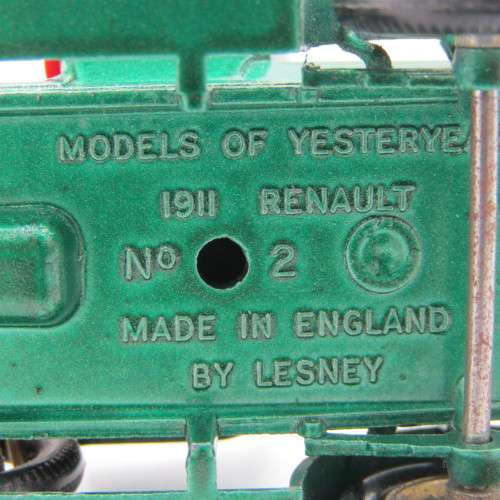 MODELS OF YESTERYEA
1911 RENAULT
No 2
MADE IN ENGLAND
BY LESNEY